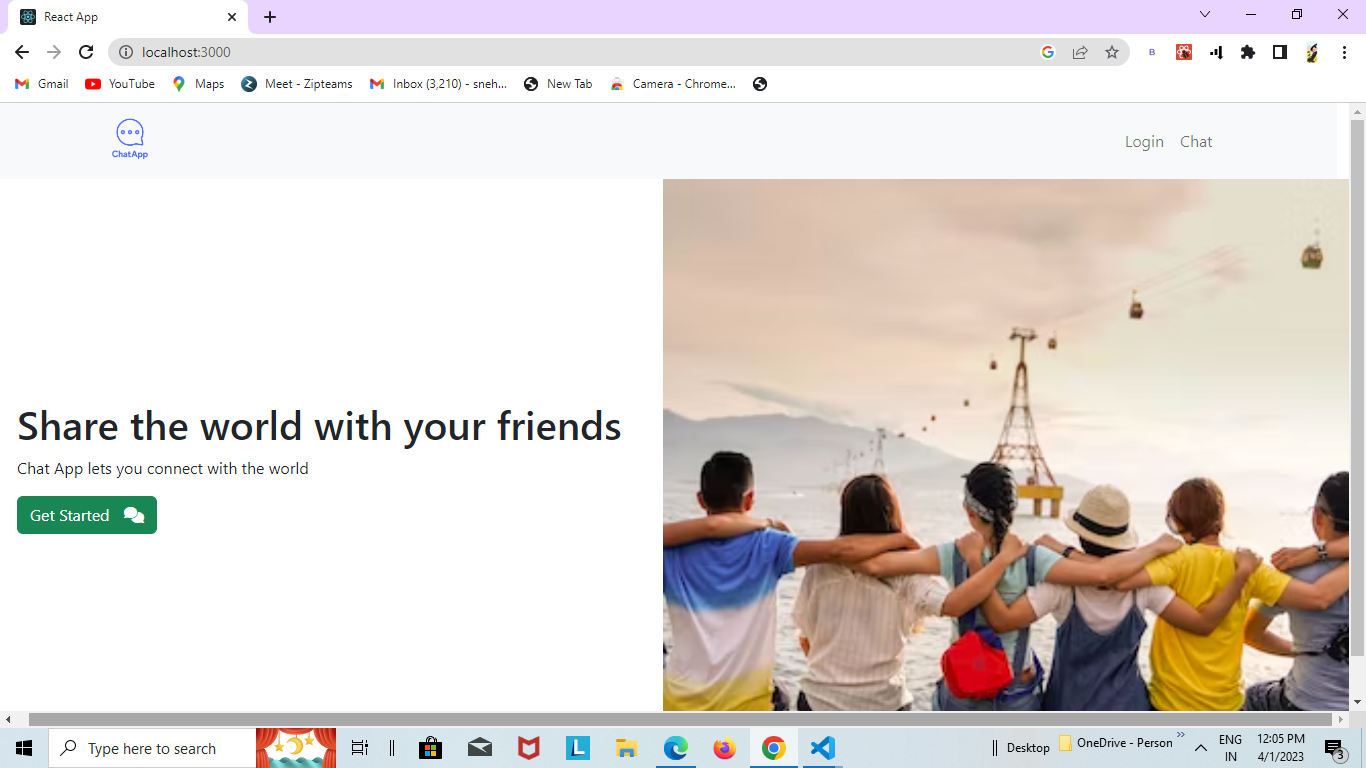 React App
localhost:3000
B
Gmail
YouTube
Maps
Meet - Zipteams
Inbox (3,210) - sneh...
New Tab
Camera - Chrome...
ChatApp
Login
Chat
Share the world with your friends
Chat App lets you connect with the world
Get Started
Type here to search
L
Desktop
OneDrive - Person
ENG
IN
12:05 PM
4/1/2023
3